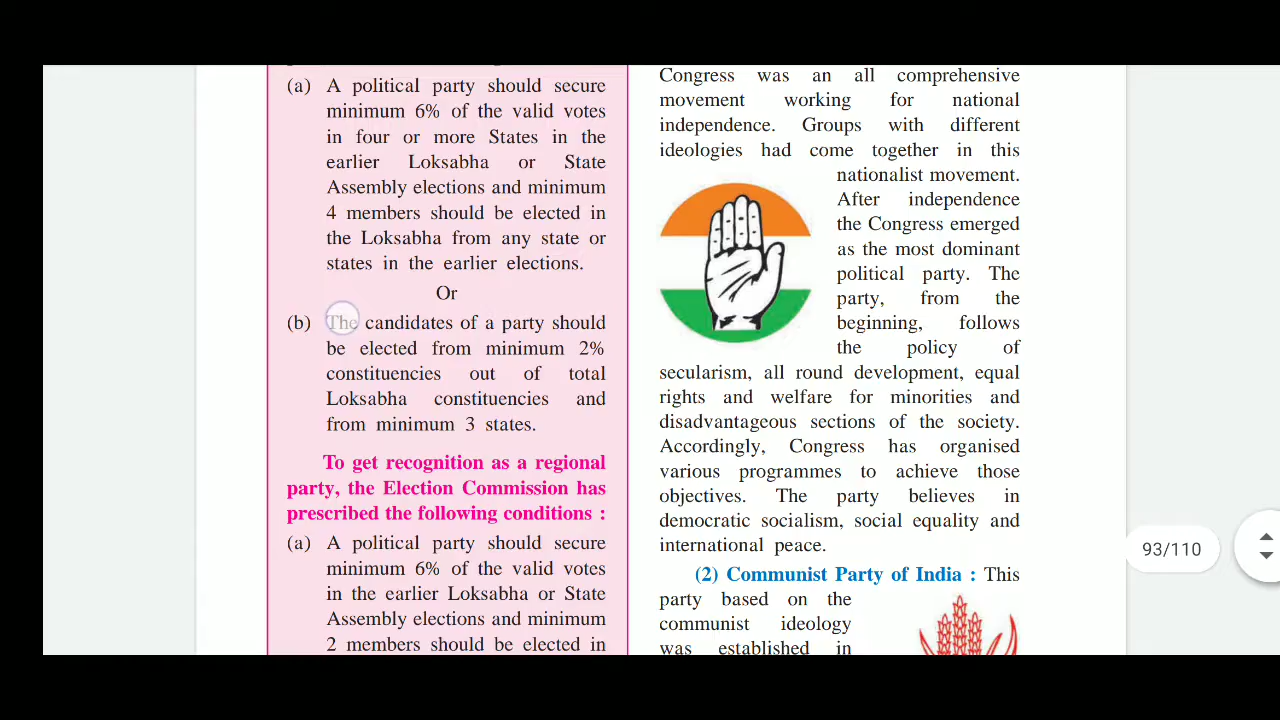 (a) A political party should secure
minimum 6% of the valid votes
in four or more States in the
earlier Loksabha or State
Assembly elections and minimum
4 members should be elected in
the Loksabha from any state or
states in the earlier elections.
Or
(b) The candidates of a party should
be elected from minimum 2%
constituencies out of total
Loksabha constituencies and
from minimum 3 states.
To get recognition as a regional
party, the Election Commission has
prescribed the following conditions :
(a) A political party should secure
minimum 6% of the valid votes
in the earlier Loksabha or State
Assembly elections and minimum
2 members should be elected in
Congress was an all comprehensive
movement working for national
independence. Groups with different
ideologies had come together in this
nationalist movement.
After independence
the Congress emerged
as the most dominant
political party. The
party, from the
beginning, follows
the policy of
secularism, all round development, equal
rights and welfare for minorities and
disadvantageous sections of the society.
Accordingly, Congress has organised
various programmes to achieve those
objectives. The party believes in
democratic socialism, social equality and
international peace.
(2) Communist Party of India : This
party based on the
communist ideology
was established in
93/110